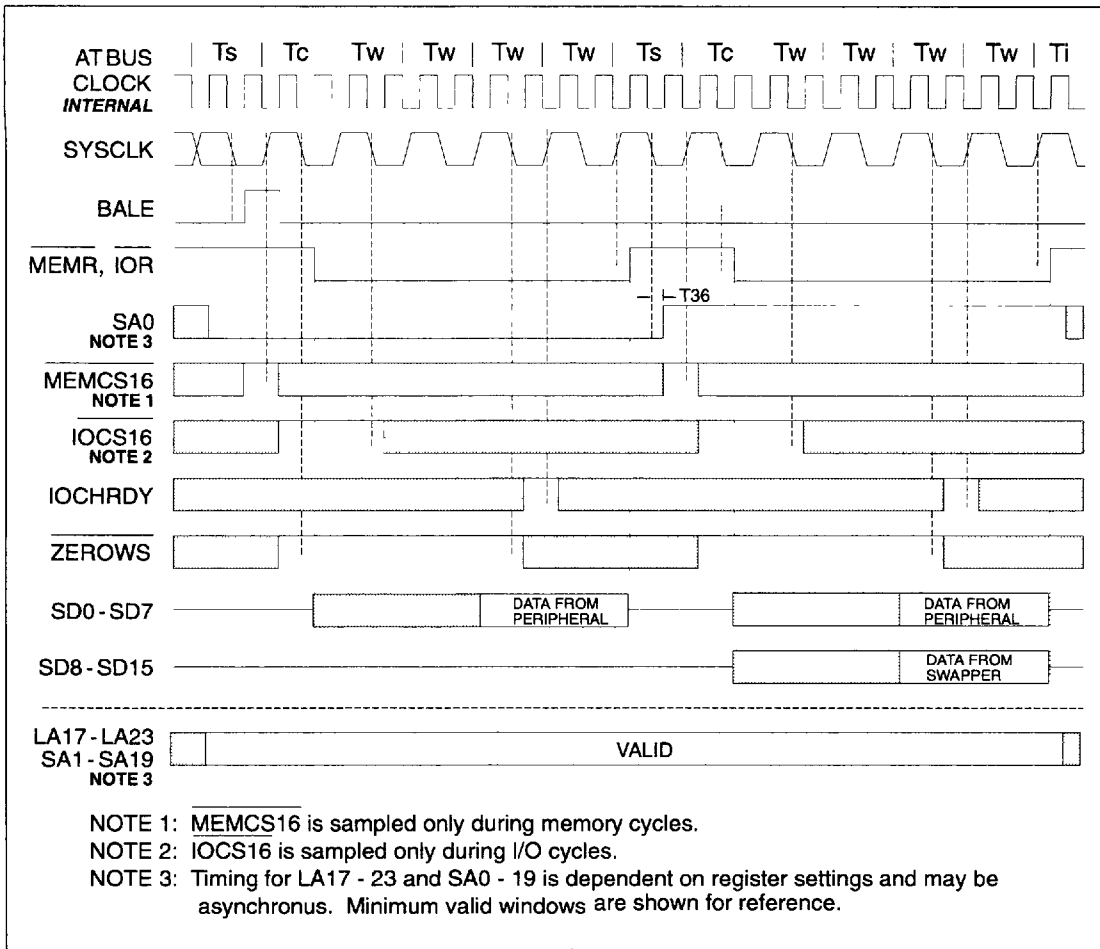 AT BUS | Ts | Tc Tw | Tw | Tw | Tw | Ts | Tc Tw | Tw | Tw | Tw | Ti
CLOCK
INTERNAL
SYSCLK
BALE
MEMR, IOR
T36
SA0
NOTE 3
MEMCS16
NOTE 1
IOCS16
NOTE 2
IOCHRDY
ZEROWS
SD0 - SD7 DATA FROM PERIPHERAL DATA FROM PERIPHERAL
SD8 - SD15 DATA FROM SWAPPER
LA17 - LA23
SA1 - SA19 VALID
NOTE 3
NOTE 1: MEMCS16 is sampled only during memory cycles.
NOTE 2: IOCS16 is sampled only during I/O cycles.
NOTE 3: Timing for LA17 - 23 and SA0 - 19 is dependent on register settings and may be
asynchronus. Minimum valid windows are shown for reference.